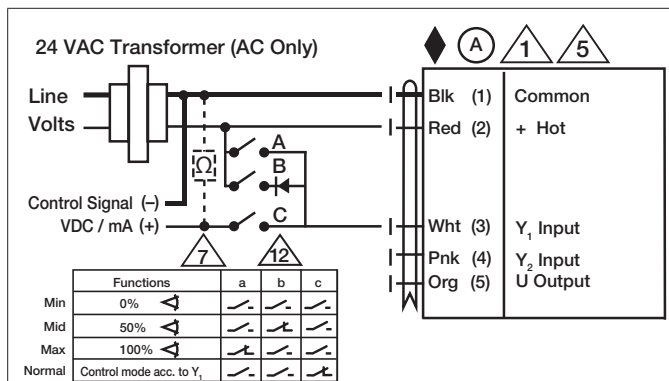 24 VAC Transformer (AC Only)
A 1 5
Line
Volts
Blk (1) Common
Red (2) + Hot
A
B
Ω
Control Signal (–)
VDC / mA (+)
C
Wht (3) Y₁ Input
Pnk (4) Y₂ Input
Org (5) U Output
7 12
Functions a b c
Min 0%
Mid 50%
Max 100%
Normal Control mode acc. to Y₁